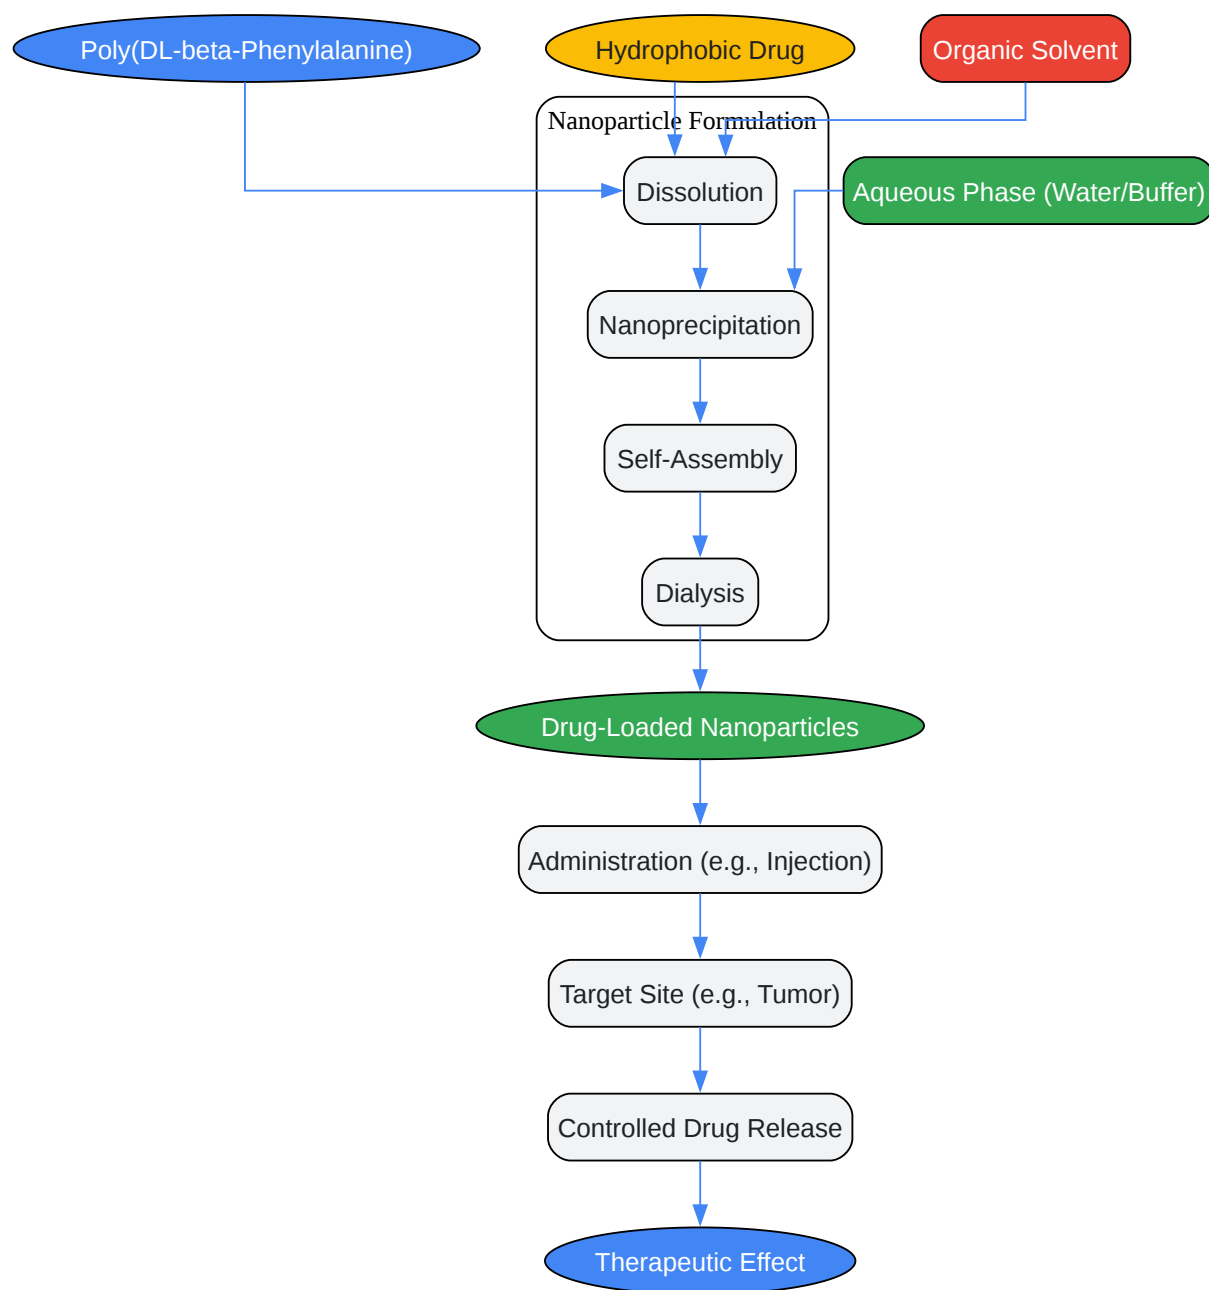 Poly(DL-beta-Phenylalanine)
Hydrophobic Drug
Organic Solvent
Nanoparticle Formulation
Dissolution
Aqueous Phase (Water/Buffer)
Nanoprecipitation
Self-Assembly
Dialysis
Drug-Loaded Nanoparticles
Administration (e.g., Injection)
Target Site (e.g., Tumor)
Controlled Drug Release
Therapeutic Effect